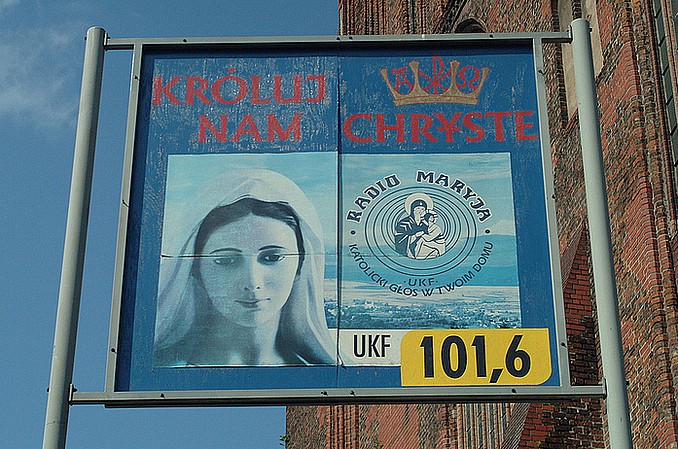 KRÓLUJ
NAM CHRYSTE
RADIO MARYJA
UKF
KATOLICKI GŁOS W TWOIM DOMU
UKF 101,6